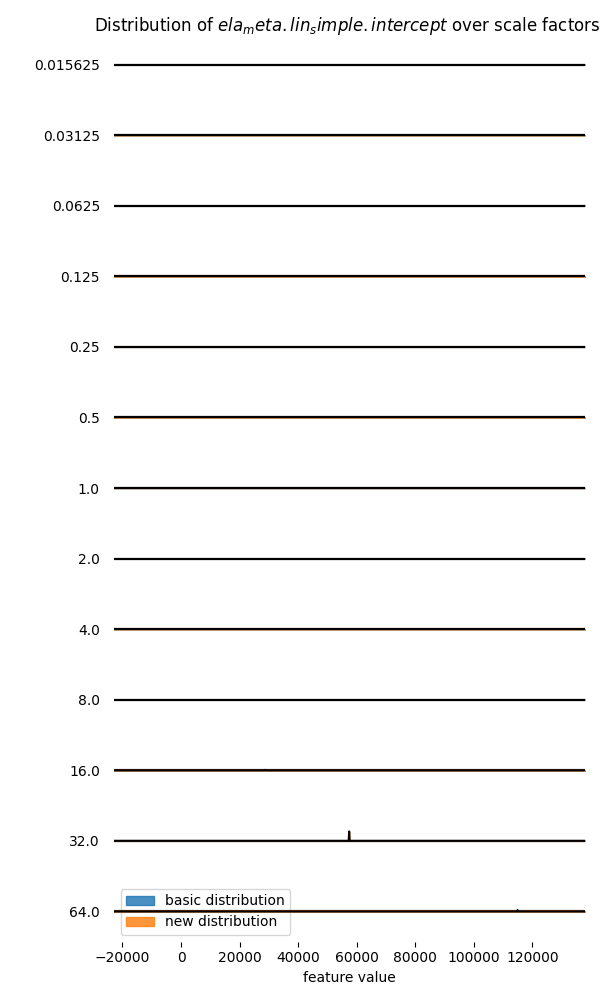 Distribution of elaₘeta.linₛimple.intercept over scale factors
0.015625
0.03125
0.0625
0.125
0.25
0.5
1.0
2.0
4.0
8.0
16.0
32.0
64.0
basic distribution
new distribution
−20000 0 20000 40000 60000 80000 100000 120000
feature value